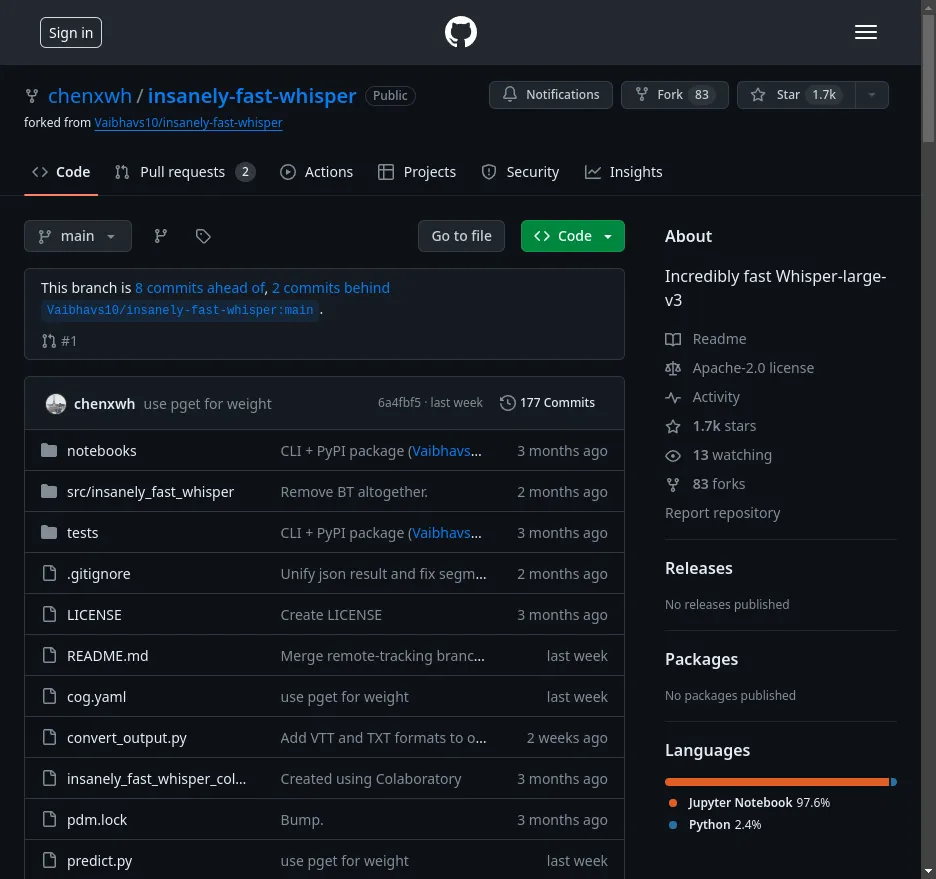 Sign in
chenxwh / insanely-fast-whisper Public
Notifications Fork 83 Star 1.7k
forked from Vaibhavs10/insanely-fast-whisper
Code Pull requests 2 Actions Projects Security Insights
main Go to file Code
This branch is 8 commits ahead of, 2 commits behind
Vaibhavs10/insanely-fast-whisper:main .
#1
chenxwh use pget for weight 6a4fbf5 · last week 177 Commits
notebooks CLI + PyPI package (Vaibhavs... 3 months ago
src/insanely_fast_whisper Remove BT altogether. 2 months ago
tests CLI + PyPI package (Vaibhavs... 3 months ago
.gitignore Unify json result and fix segm... 2 months ago
LICENSE Create LICENSE 3 months ago
README.md Merge remote-tracking branc... last week
cog.yaml use pget for weight last week
convert_output.py Add VTT and TXT formats to o... 2 weeks ago
insanely_fast_whisper_col... Created using Colaboratory 3 months ago
pdm.lock Bump. 3 months ago
predict.py use pget for weight last week
About
Incredibly fast Whisper-large-
v3
Readme
Apache-2.0 license
Activity
1.7k stars
13 watching
83 forks
Report repository
Releases
No releases published
Packages
No packages published
Languages
Jupyter Notebook 97.6%
Python 2.4%